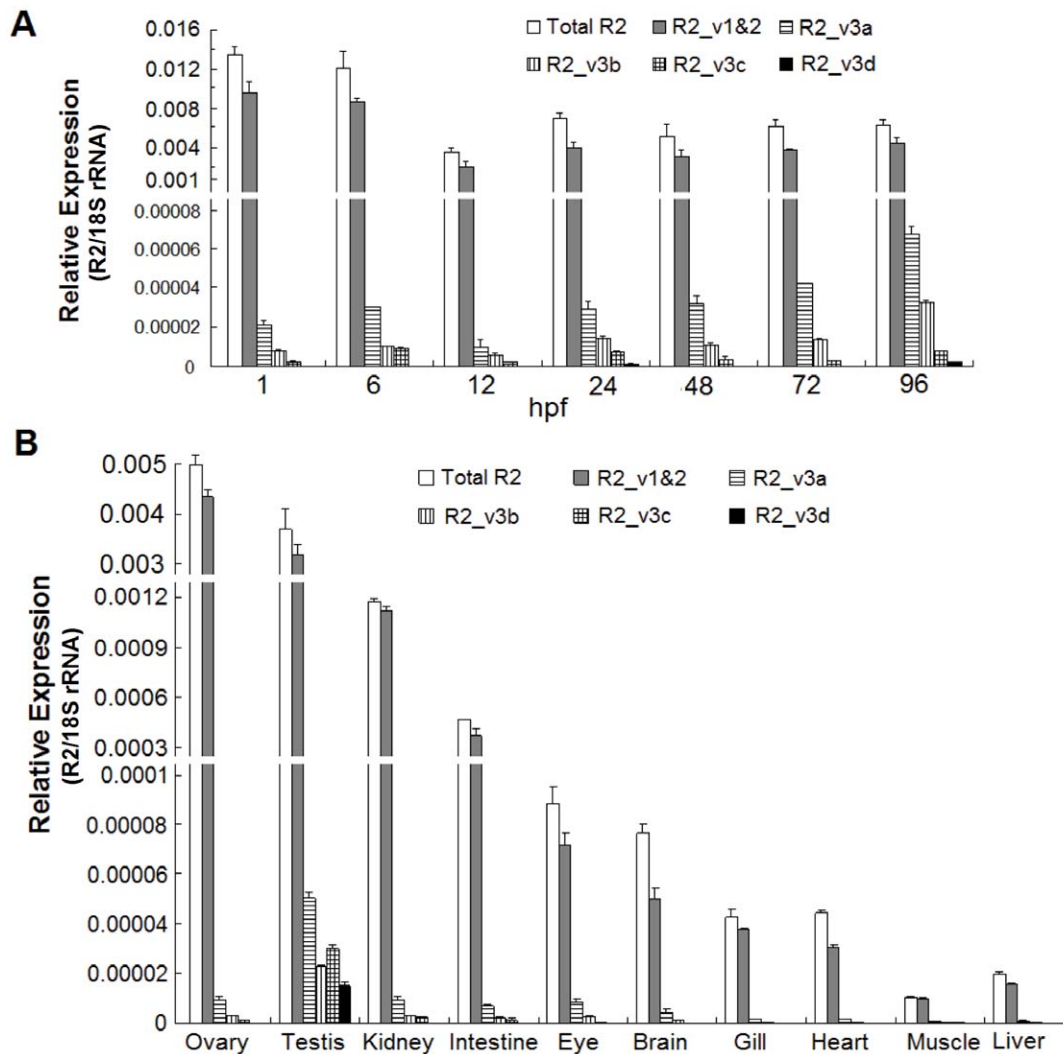 A
Total R2 R2_v1&2 R2_v3a
R2_v3b R2_v3c R2_v3d
Relative Expression
(R2/18S rRNA)
0.016
0.012
0.008
0.004
0.001
0.00008
0.00006
0.00004
0.00002
0
1 6 12 24 48 72 96
hpf
B
Total R2 R2_v1&2 R2_v3a
R2_v3b R2_v3c R2_v3d
Relative Expression
(R2/18S rRNA)
0.005
0.004
0.003
0.0012
0.0009
0.0006
0.0003
0.0001
0.00008
0.00006
0.00004
0.00002
0
Ovary Testis Kidney Intestine Eye Brain Gill Heart Muscle Liver